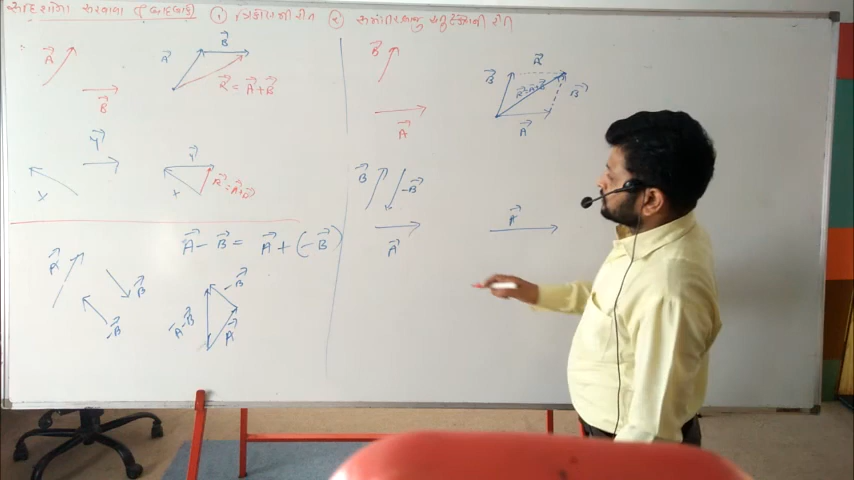 ① ત્રિકોણની રીત ② સમાંતરબાજુ ચતુષ્કોણની રીત
A⃗
B⃗
A⃗
B⃗
R⃗ = A⃗ + B⃗
Y⃗
X
Y⃗
X
A⃗ - B⃗ = A⃗ + (-B⃗)
A⃗
B⃗
-B⃗
-B⃗
A⃗
A⃗-B⃗
B⃗
A⃗
B⃗
A⃗
R⃗=A⃗+B⃗
A⃗
B⃗
B⃗
-B⃗
A⃗
A⃗